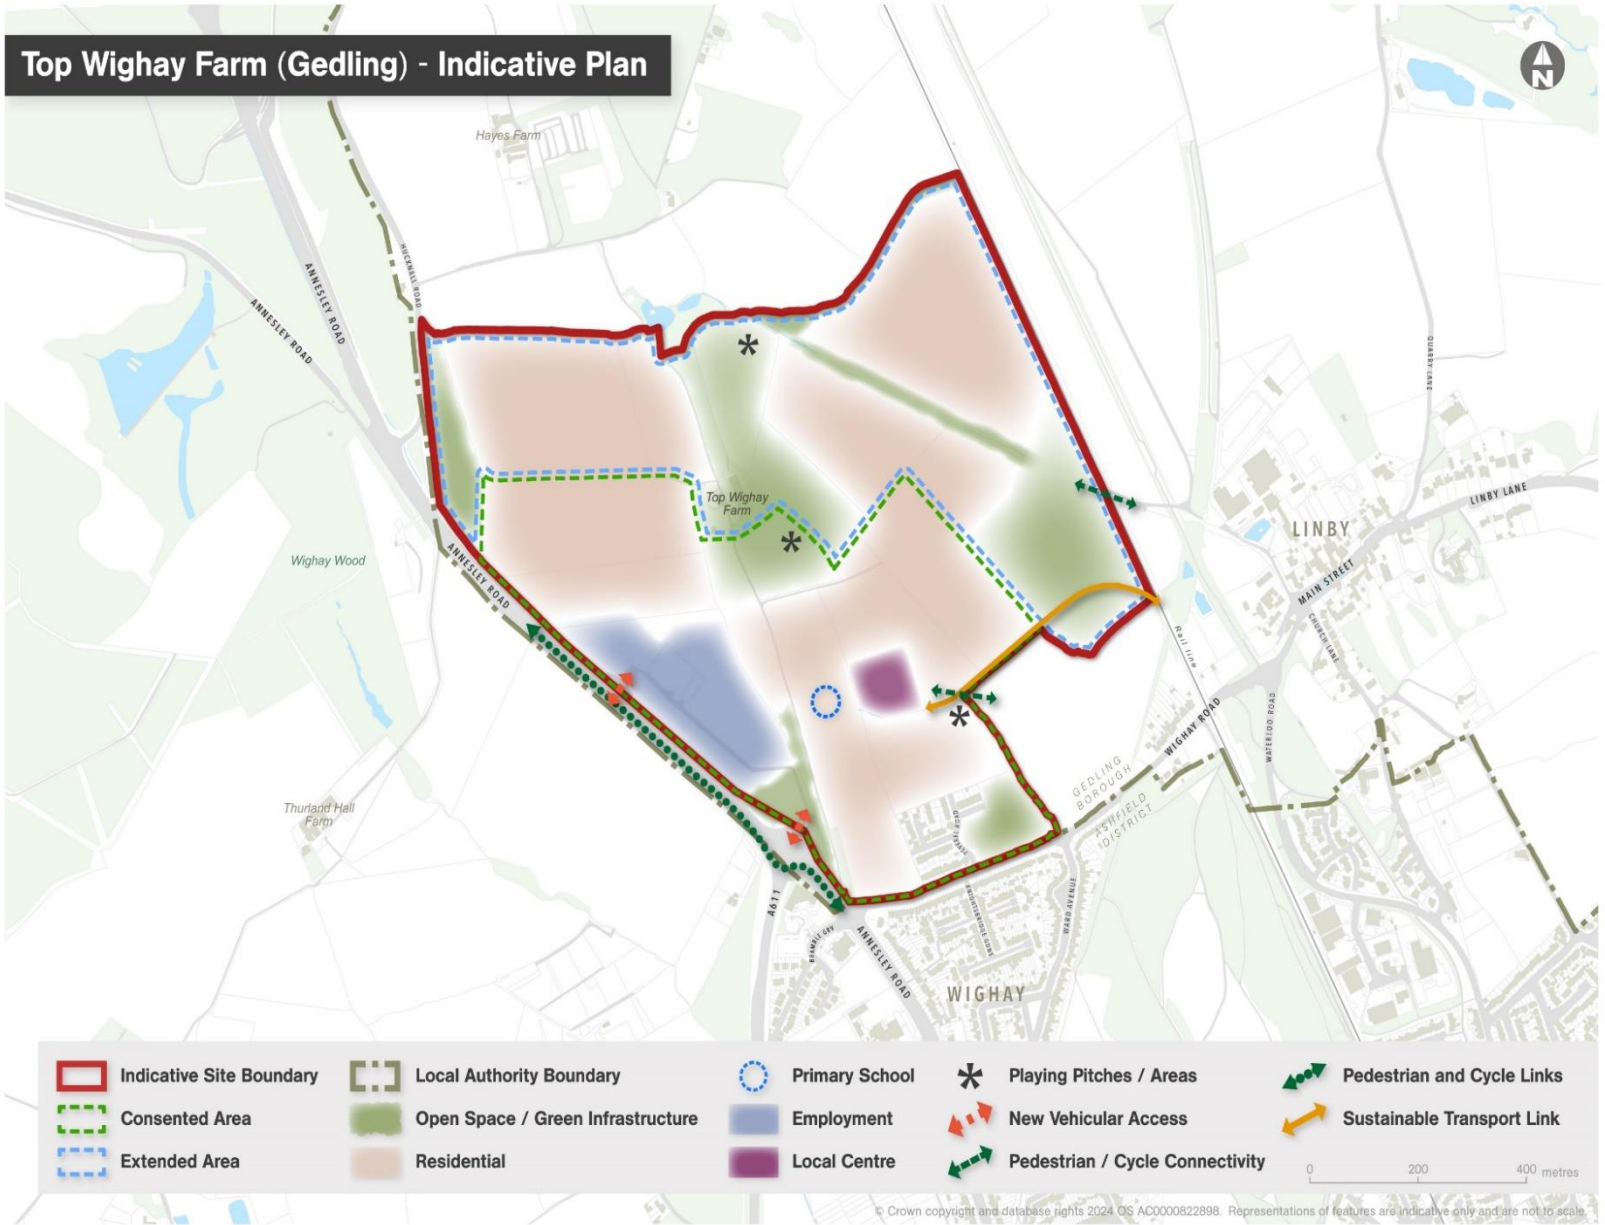 Top Wighay Farm (Gedling) - Indicative Plan
N
Hayes Farm
HUCKNALL ROAD
ANNESLEY ROAD
ANNESLEY ROAD
QUARRY LANE
Top Wighay
Farm
LINBY LANE
LINBY
Wighay Wood
ANNESLEY ROAD
MAIN STREET
CHURCH LANE
Rail line
WIGHAY ROAD
WATERLOO ROAD
GEDLING
BOROUGH
ASHFIELD
DISTRICT
Thurland Hall
Farm
A611
WARD AVENUE
KNIGHTSBRIDGE GDNS
BRAMBLE GRV
ANNESLEY ROAD
WIGHAY
Indicative Site Boundary
Local Authority Boundary
Primary School
Playing Pitches / Areas
Pedestrian and Cycle Links
Consented Area
Open Space / Green Infrastructure
Employment
New Vehicular Access
Sustainable Transport Link
Extended Area
Residential
Local Centre
Pedestrian / Cycle Connectivity
0 200 400 metres
© Crown copyright and database rights 2024 OS AC0000822898. Representations of features are indicative only and are not to scale.